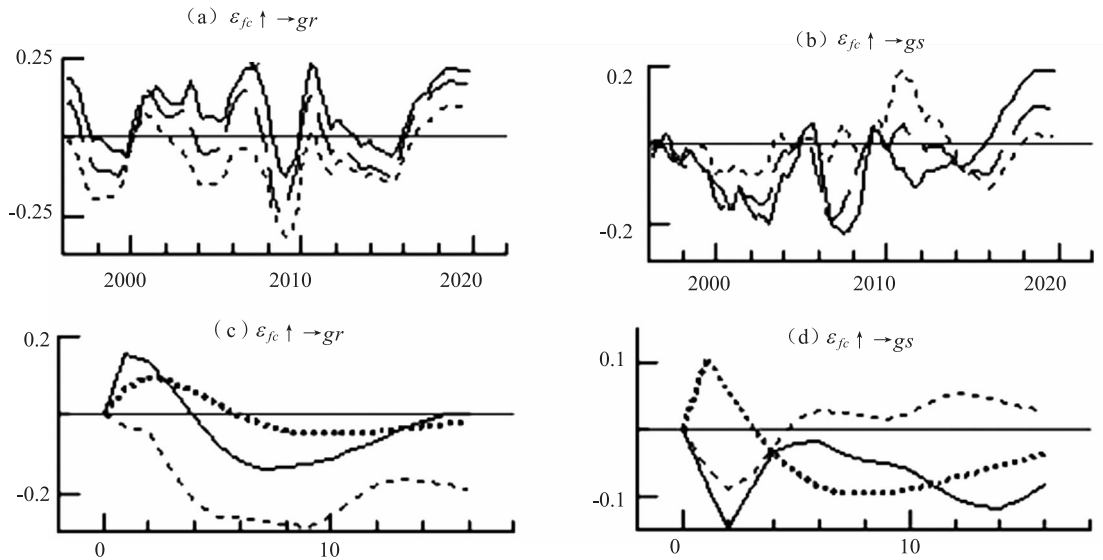 (a) ε_fc ↑ → gr
0.25
-0.25
2000 2010 2020
(b) ε_fc ↑ → gs
0.2
-0.2
2000 2010 2020
(c) ε_fc ↑ → gr
0.2
-0.2
0 10
(d) ε_fc ↑ → gs
0.1
-0.1
0 10